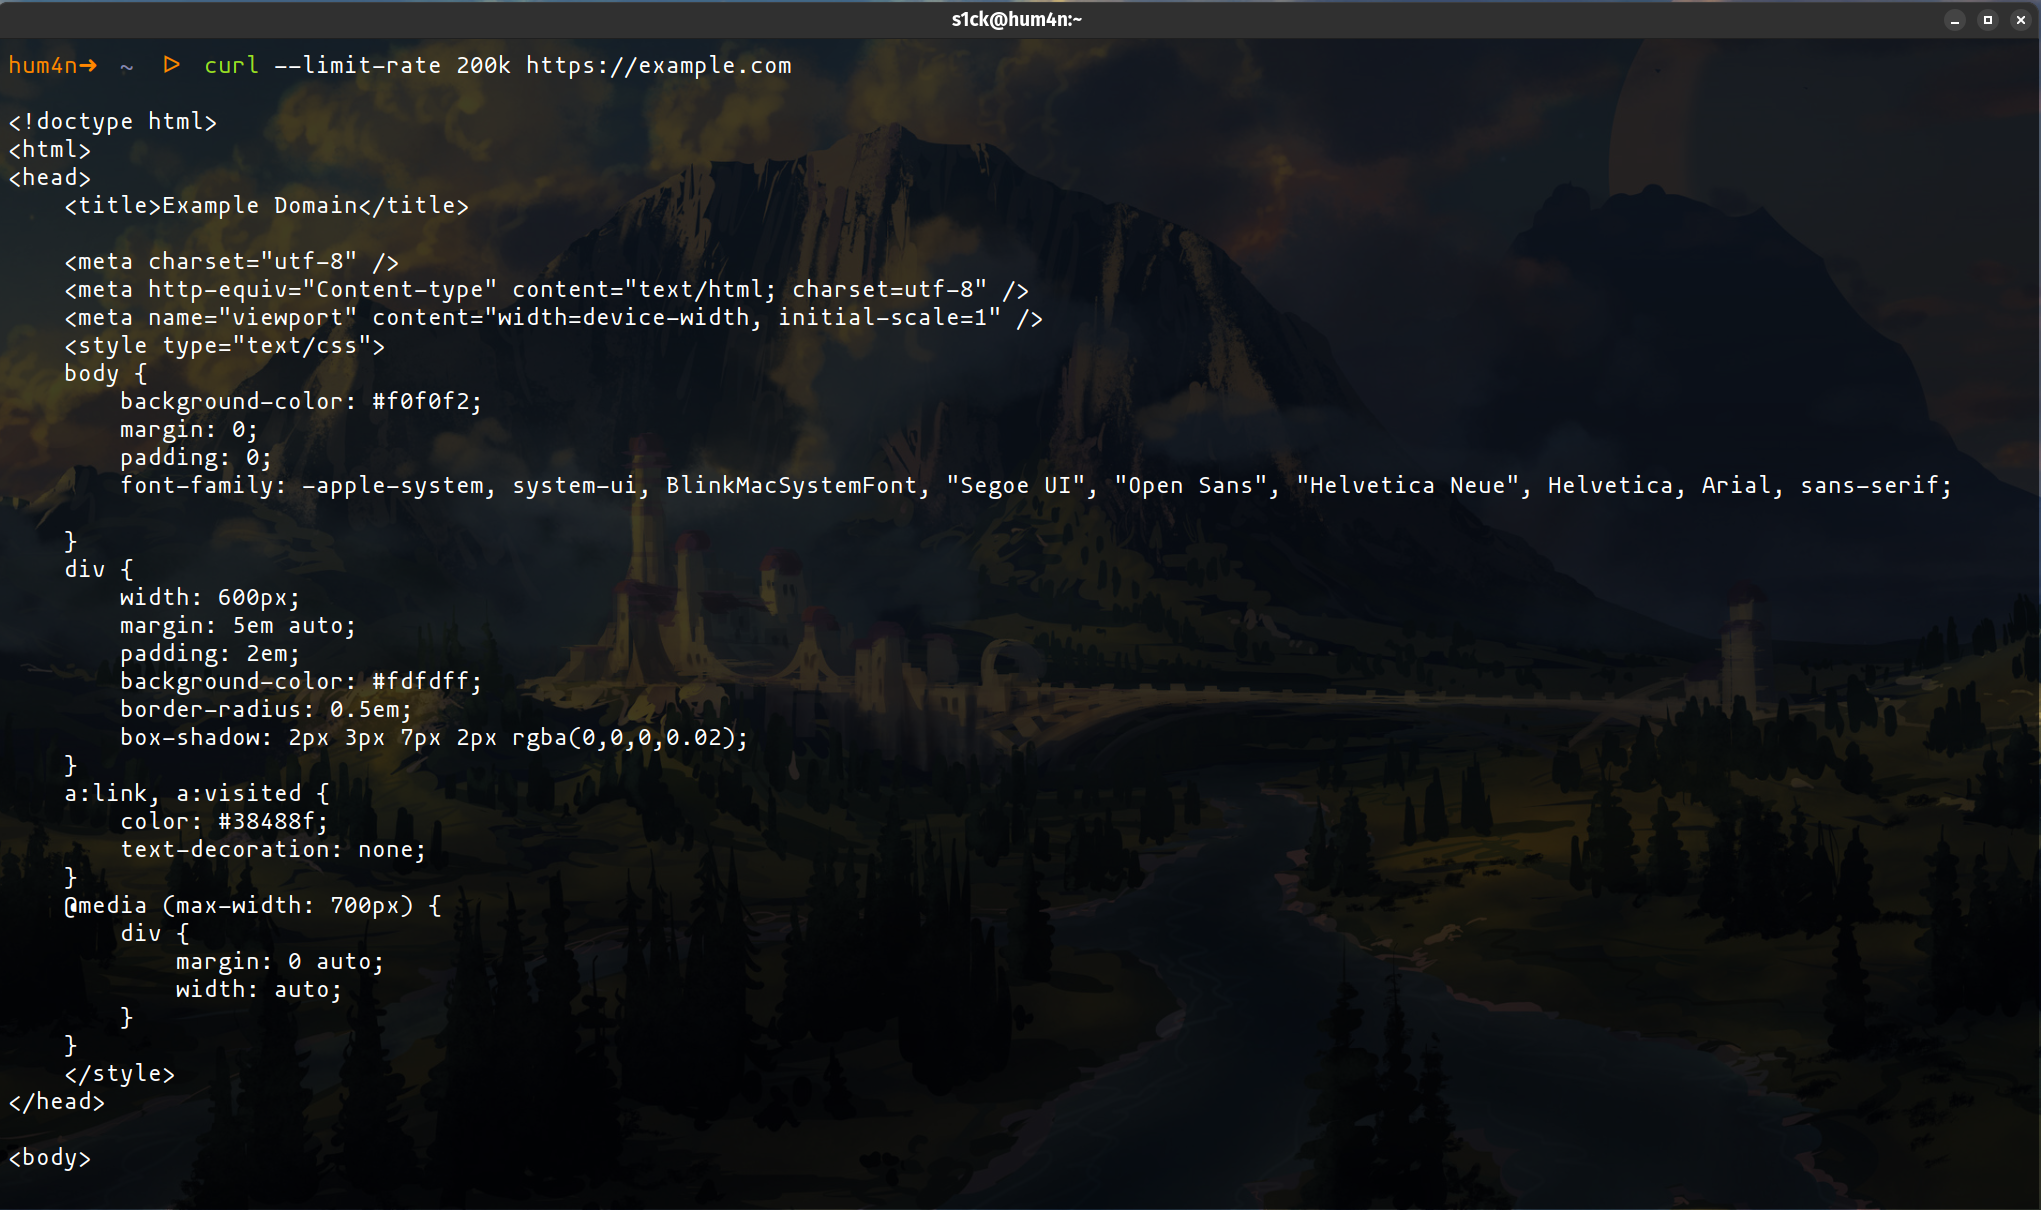 s1ck@hum4n:~
hum4n➜ ~ ▷ curl --limit-rate 200k https://example.com
<!doctype html>
<html>
<head>
    <title>Example Domain</title>
    <meta charset="utf-8" />
    <meta http-equiv="Content-type" content="text/html; charset=utf-8" />
    <meta name="viewport" content="width=device-width, initial-scale=1" />
    <style type="text/css">
    body {
        background-color: #f0f0f2;
        margin: 0;
        padding: 0;
        font-family: -apple-system, system-ui, BlinkMacSystemFont, "Segoe UI", "Open Sans", "Helvetica Neue", Helvetica, Arial, sans-serif;
    }
    div {
        width: 600px;
        margin: 5em auto;
        padding: 2em;
        background-color: #fdfdff;
        border-radius: 0.5em;
        box-shadow: 2px 3px 7px 2px rgba(0,0,0,0.02);
    }
    a:link, a:visited {
        color: #38488f;
        text-decoration: none;
    }
    @media (max-width: 700px) {
        div {
            margin: 0 auto;
            width: auto;
        }
    }
    </style>
</head>
<body>